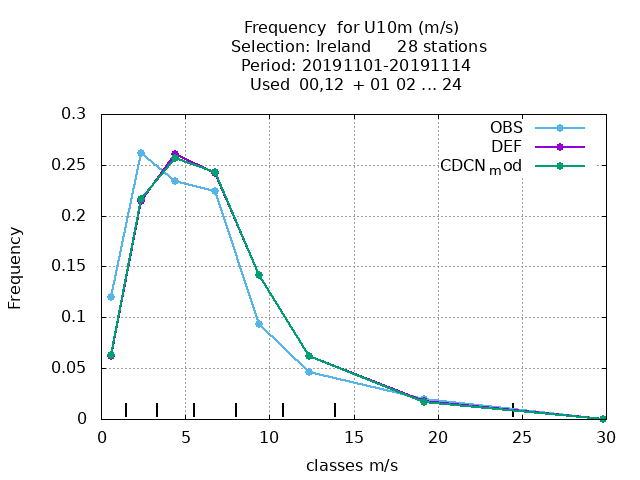 Frequency  for U10m (m/s)
Selection: Ireland     28 stations
Period: 20191101-20191114
Used  00,12  + 01 02 ... 24
OBS
DEF
CDCN_mod
0.3
0.25
0.2
0.15
0.1
0.05
0
Frequency
0 5 10 15 20 25 30
classes m/s